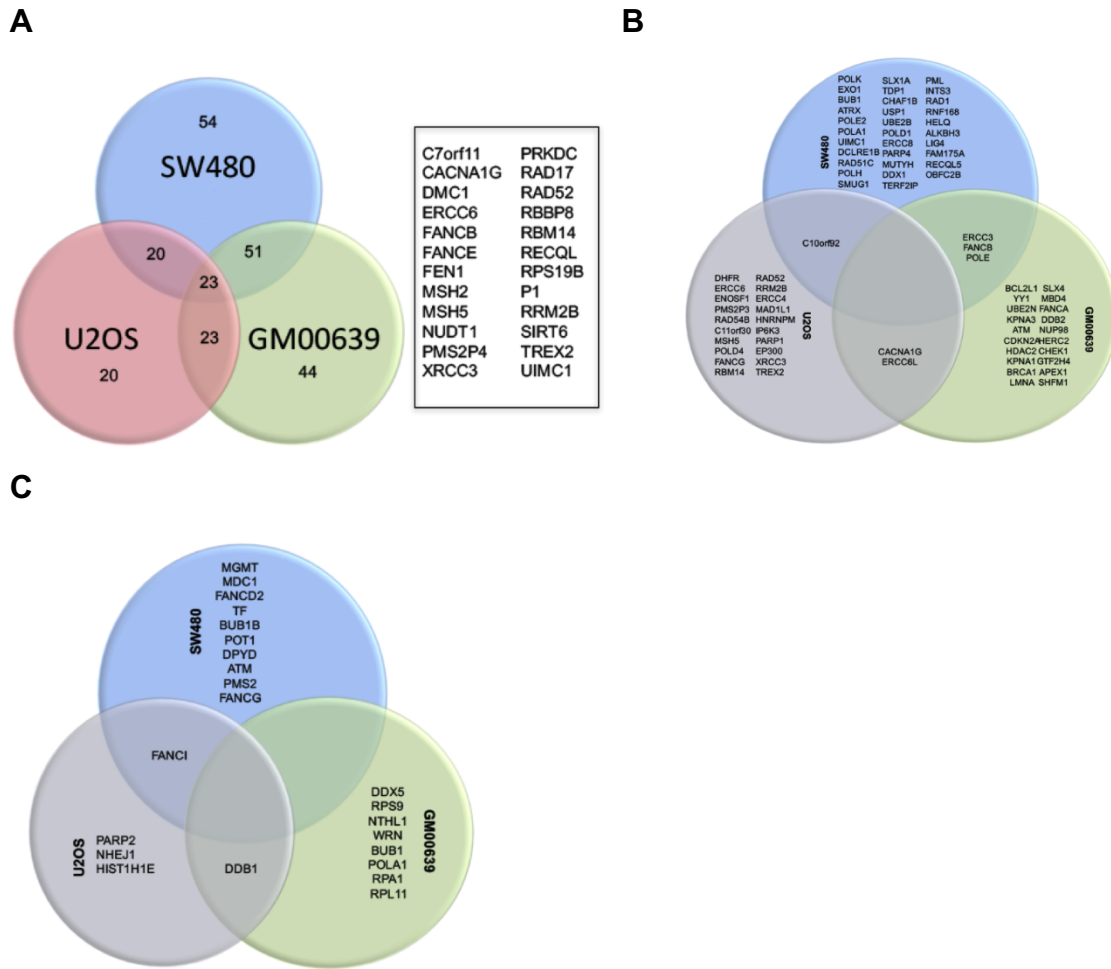 A
54
SW480
20
51
23
U2OS
23
GM00639
20
44
C7orf11 PRKDC
CACNA1G RAD17
DMC1 RAD52
ERCC6 RBBP8
FANCB RBM14
FANCE RECQL
FEN1 RPS19B
MSH2 P1
MSH5 RRM2B
NUDT1 SIRT6
PMS2P4 TREX2
XRCC3 UIMC1
B
SW480
POLK SLX1A PML
EXO1 TDP1 INTS3
BUB1 CHAF1B RAD1
ATRX USP1 RNF168
POLE2 UBE2B HELQ
POLA1 POLD1 ALKBH3
UIMC1 ERCC8 LIG4
DCLRE1B PARP4 FAM175A
RAD51C MUTYH RECQL5
POLH DDX1 OBFC2B
SMUG1 TERF2IP
C10orf92
ERCC3
FANCB
POLE
DHFR RAD52
ERCC6 RRM2B
ENOSF1 ERCC4
PMS2P3 MAD1L1
RAD54B HNRNPM
C11orf30 IP6K3
MSH5 PARP1
POLD4 EP300
FANCG XRCC3
RBM14 TREX2
U2OS
CACNA1G
ERCC6L
BCL2L1 SLX4
YY1 MBD4
UBE2N FANCA
KPNA3 DDB2
ATM NUP98
CDKN2A HERC2
HDAC2 CHEK1
KPNA1 GTF2H4
BRCA1 APEX1
LMNA SHFM1
GM00639
C
SW480
MGMT
MDC1
FANCD2
TF
BUB1B
POT1
DPYD
ATM
PMS2
FANCG
FANCI
U2OS
PARP2
NHEJ1
HIST1H1E
DDB1
DDX5
RPS9
NTHL1
WRN
BUB1
POLA1
RPA1
RPL11
GM00639